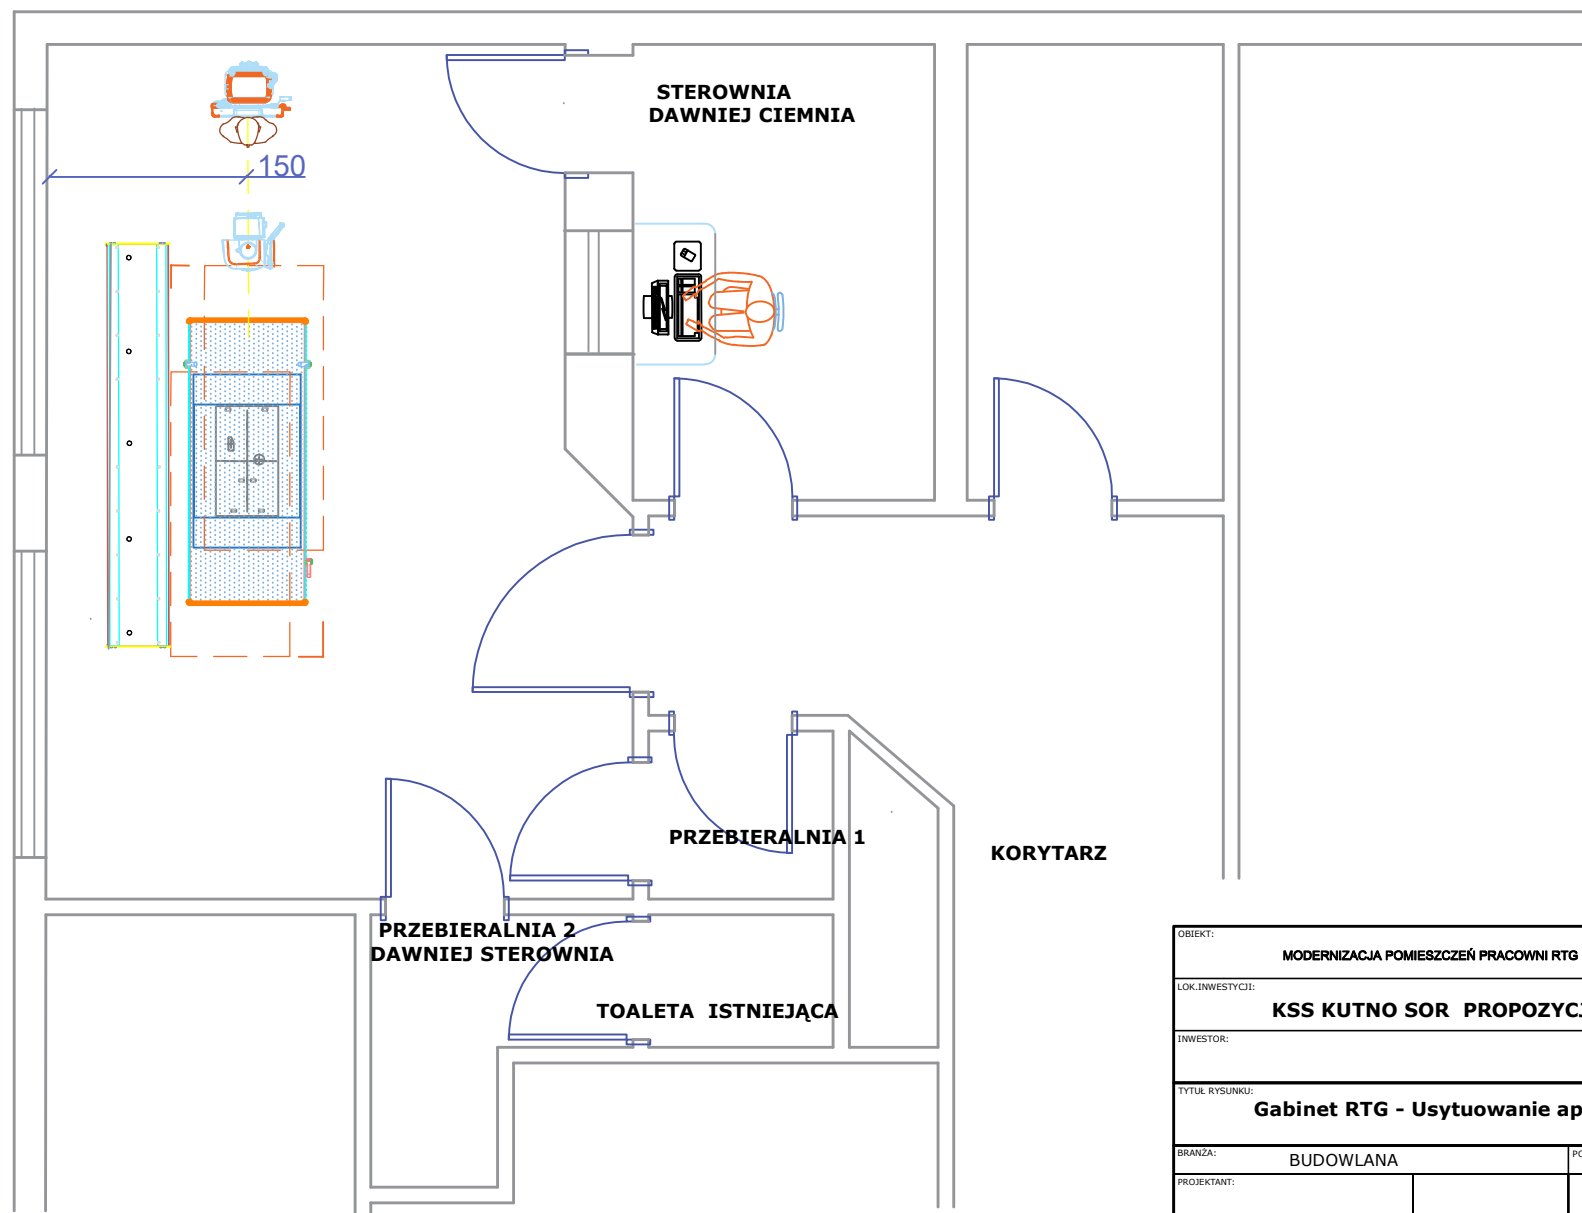 STEROWNIA
DAWNIEJ CIEMNIA
150
PRZEBIERALNIA 1
KORYTARZ
PRZEBIERALNIA 2
DAWNIEJ STEROWNIA
TOALETA ISTNIEJĄCA
OBIEKT:
MODERNIZACJA POMIESZCZEŃ PRACOWNI RTG
LOK.INWESTYCJI:
KSS KUTNO SOR PROPOZYC
INWESTOR:
TYTUŁ RYSUNKU:
Gabinet RTG - Usytuowanie ap
BRANŻA:
BUDOWLANA
PROJEKTANT: